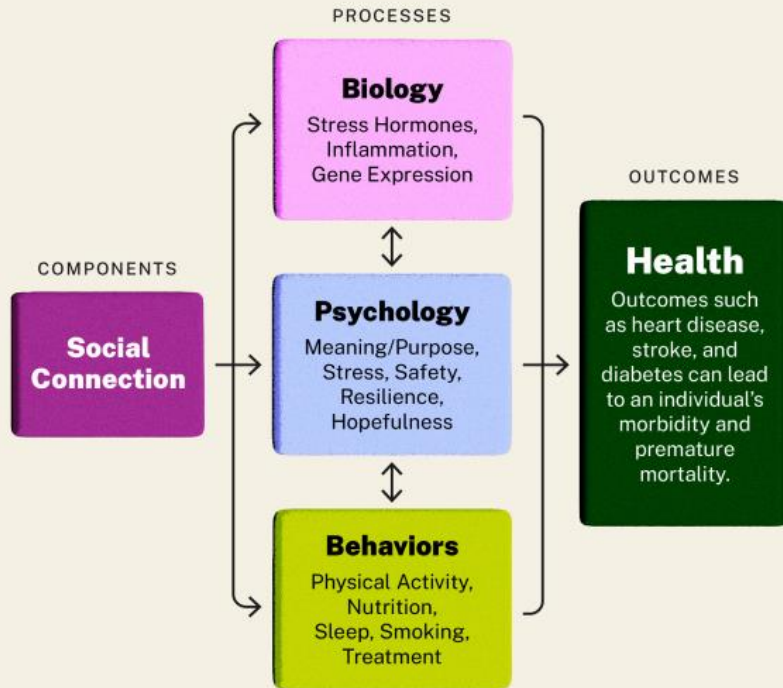 PROCESSES
Biology
Stress Hormones,
Inflammation,
Gene Expression
OUTCOMES
COMPONENTS
Social
Connection
Psychology
Meaning/Purpose,
Stress, Safety,
Resilience,
Hopefulness
Health
Outcomes such
as heart disease,
stroke, and
diabetes can lead
to an individual's
morbidity and
premature
mortality.
Behaviors
Physical Activity,
Nutrition,
Sleep, Smoking,
Treatment